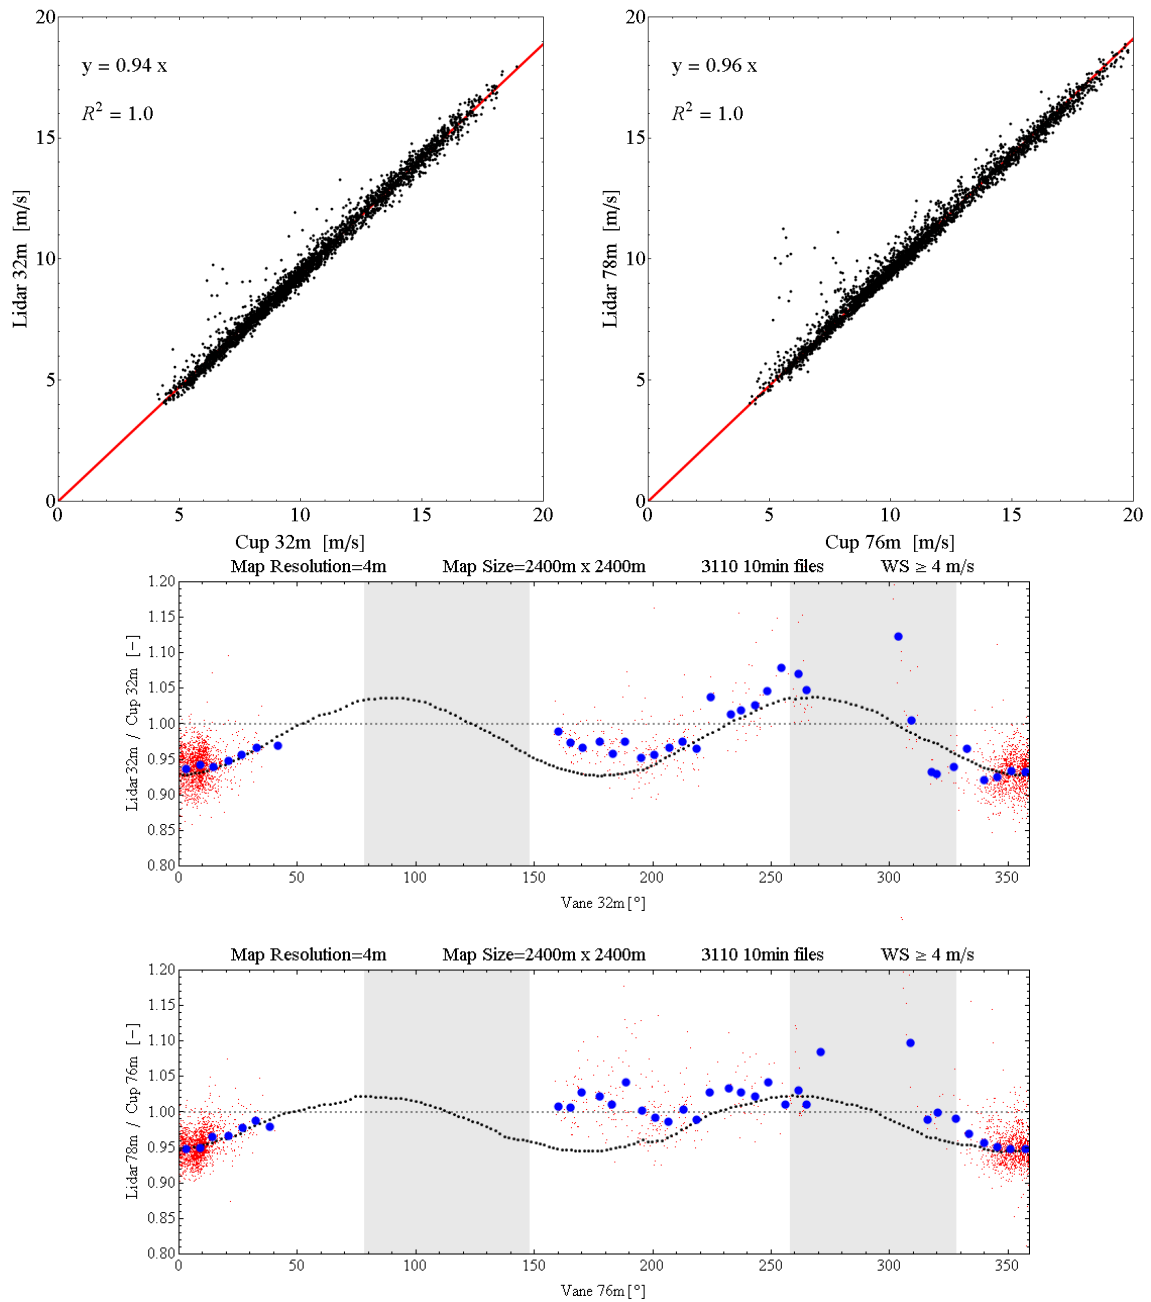 20
15
10
5
0
y = 0.94 x
R² = 1.0
Lidar 32m [m/s]
0 5 10 15 20
Cup 32m [m/s]
20
15
10
5
0
y = 0.96 x
R² = 1.0
Lidar 78m [m/s]
0 5 10 15 20
Cup 76m [m/s]
Map Resolution=4m Map Size=2400m x 2400m 3110 10min files WS ≥ 4 m/s
1.20
1.15
1.10
1.05
1.00
0.95
0.90
0.85
0.80
Lidar 32m / Cup 32m [−]
0 50 100 150 200 250 300 350
Vane 32m [°]
Map Resolution=4m Map Size=2400m x 2400m 3110 10min files WS ≥ 4 m/s
1.20
1.15
1.10
1.05
1.00
0.95
0.90
0.85
0.80
Lidar 78m / Cup 76m [−]
0 50 100 150 200 250 300 350
Vane 76m [°]